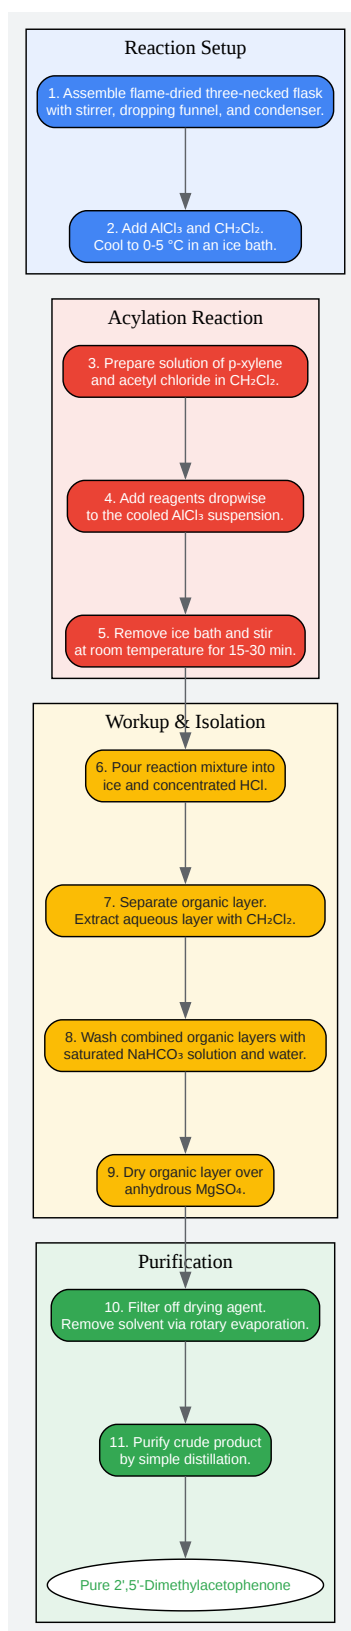 Reaction Setup
1. Assemble flame-dried three-necked flask
with stirrer, dropping funnel, and condenser.
2. Add AlCl₃ and CH₂Cl₂.
Cool to 0-5 °C in an ice bath.
Acylation Reaction
3. Prepare solution of p-xylene
and acetyl chloride in CH₂Cl₂.
4. Add reagents dropwise
to the cooled AlCl₃ suspension.
5. Remove ice bath and stir
at room temperature for 15-30 min.
Workup & Isolation
6. Pour reaction mixture into
ice and concentrated HCl.
7. Separate organic layer.
Extract aqueous layer with CH₂Cl₂.
8. Wash combined organic layers with
saturated NaHCO₃ solution and water.
9. Dry organic layer over
anhydrous MgSO₄.
Purification
10. Filter off drying agent.
Remove solvent via rotary evaporation.
11. Purify crude product
by simple distillation.
Pure 2',5'-Dimethylacetophenone